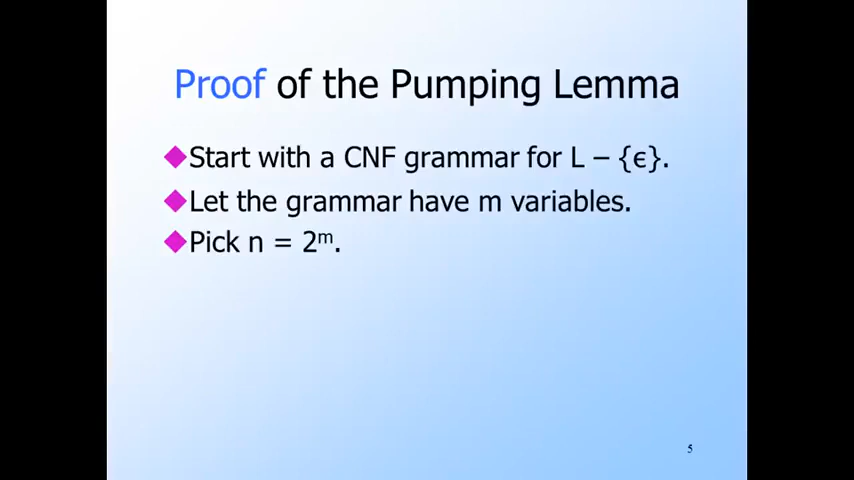 Proof of the Pumping Lemma
◆Start with a CNF grammar for L – {ϵ}.
◆Let the grammar have m variables.
◆Pick n = 2ᵐ.
5